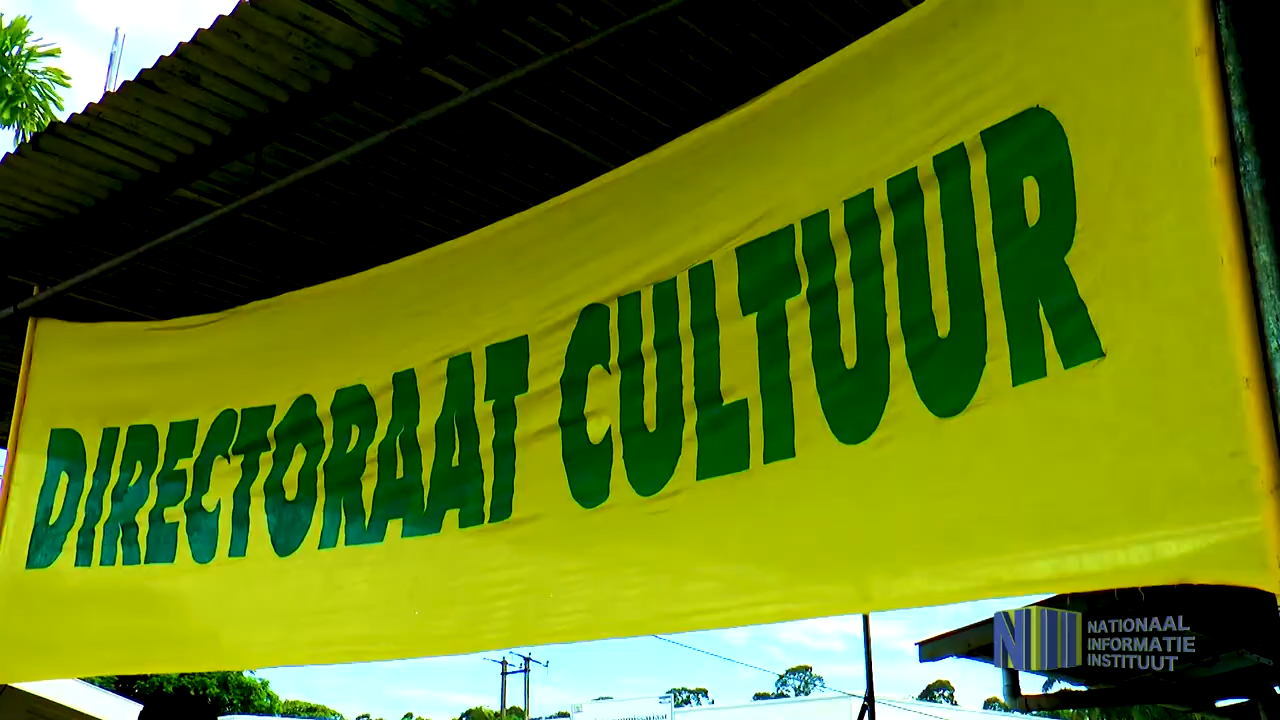 DIRECTORAAT CULTUUR
NATIONAAL
INFORMATIE
INSTITUUT